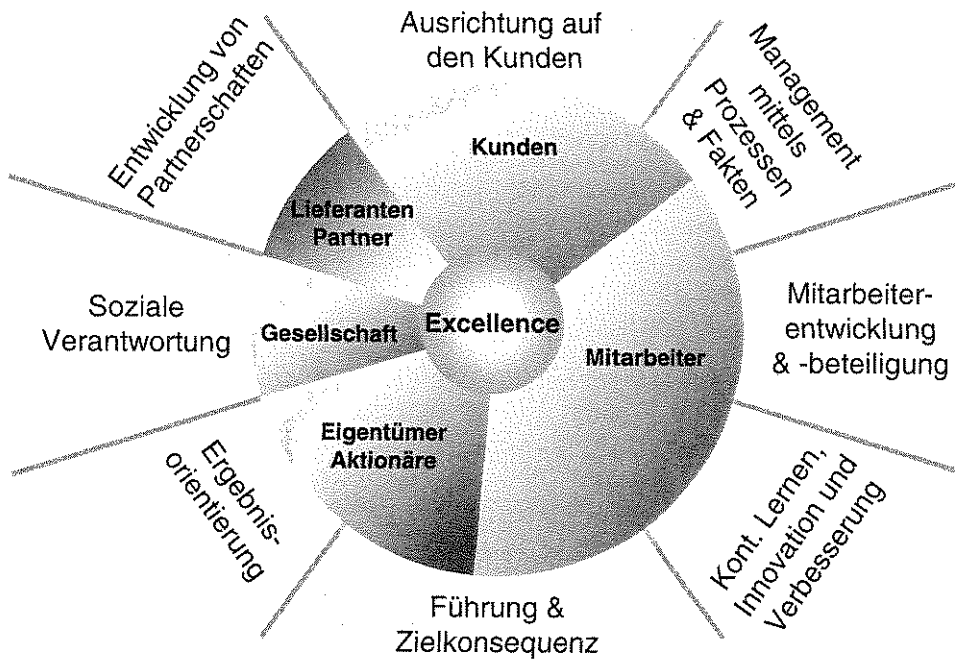 Ausrichtung auf
den Kunden
Management
mittels
Prozessen
& Fakten
Mitarbeiter-
entwicklung
& -beteiligung
Kont. Lernen,
Innovation und
Verbesserung
Führung &
Zielkonsequenz
Ergebnis-
orientierung
Soziale
Verantwortung
Entwicklung von
Partnerschaften
Kunden
Mitarbeiter
Eigentümer
Aktionäre
Gesellschaft
Lieferanten
Partner
Excellence